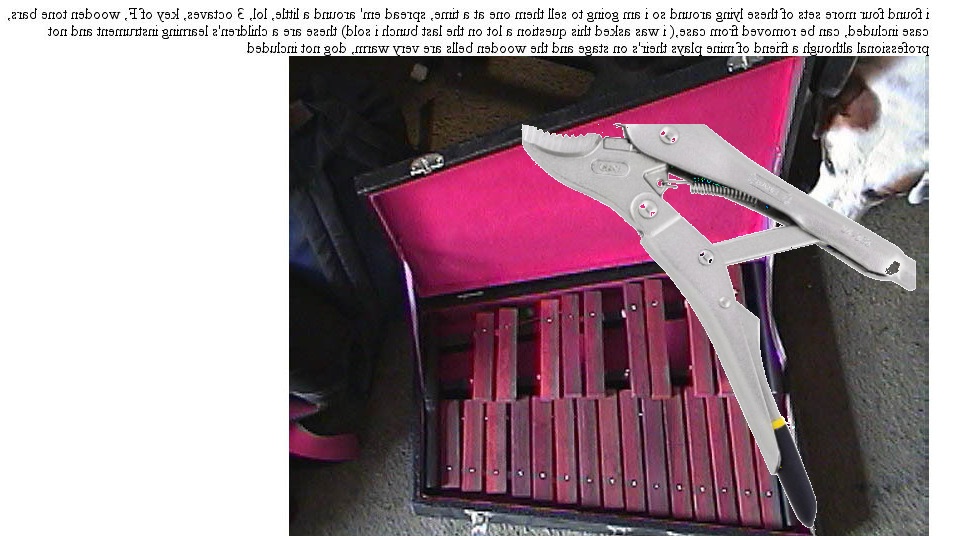 i found four more sets of these lying around so i am going to sell them one at a time, spread em' around a little, lol, 3 octaves, key of F, wooden tone bars,
case included, can be removed from case,( i was asked this question a lot on the last bunch i sold) these are a children's learning instrument and not
professional although a friend of mine plays their's on stage and the wooden bells are very warm, dog not included